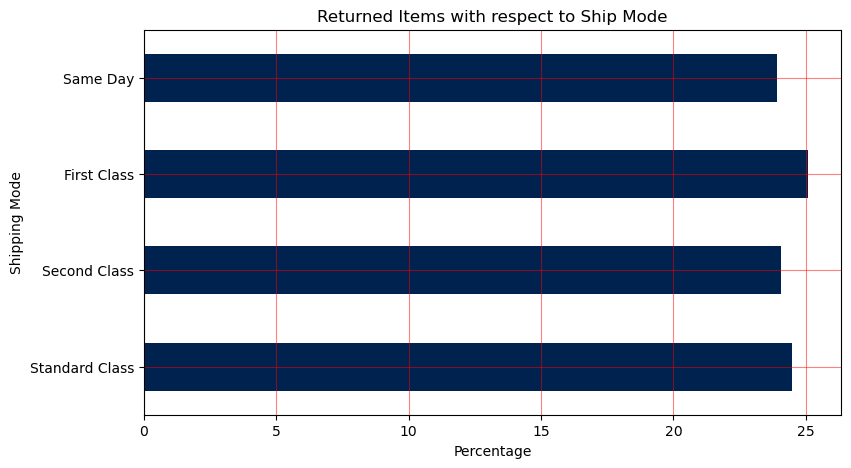 Returned Items with respect to Ship Mode
Shipping Mode
Same Day
First Class
Second Class
Standard Class
0 5 10 15 20 25
Percentage